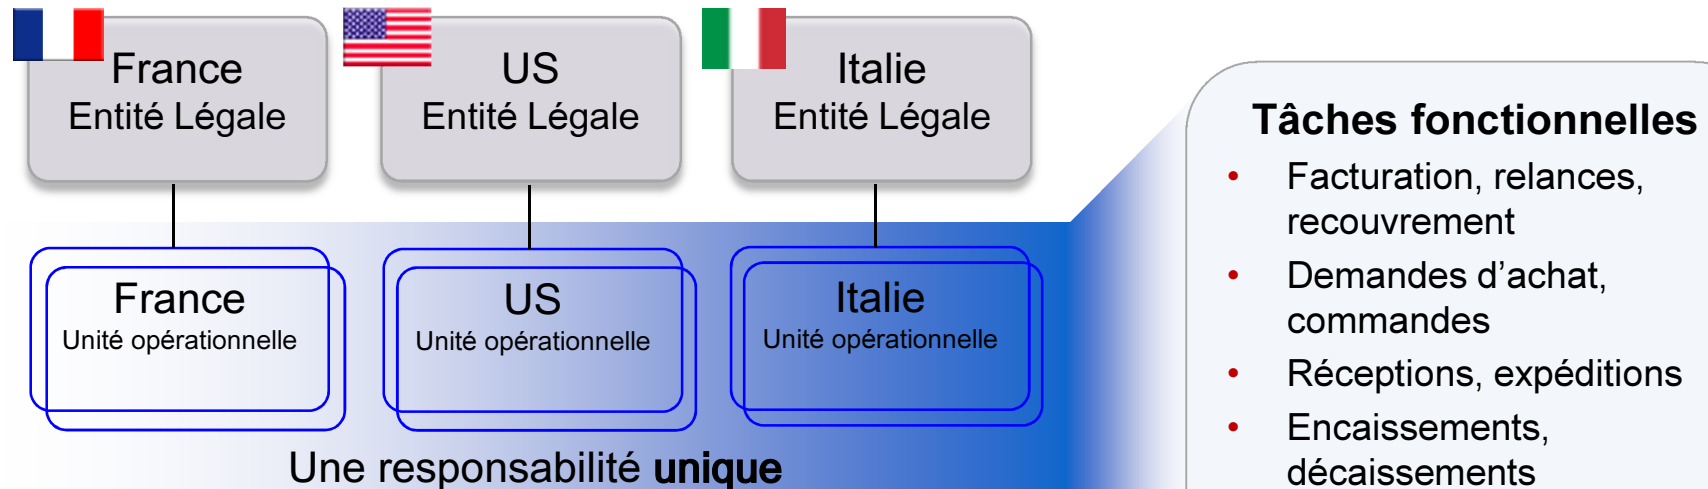 France
Entité Légale
US
Entité Légale
Italie
Entité Légale
France
Unité opérationnelle
US
Unité opérationnelle
Italie
Unité opérationnelle
Une responsabilité unique
Tâches fonctionnelles
• Facturation, relances,
recouvrement
• Demandes d’achat,
commandes
• Réceptions, expéditions
• Encaissements,
décaissements